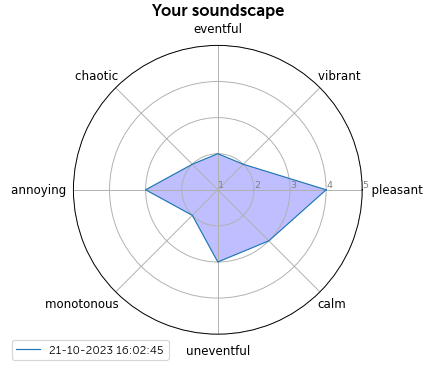 Your soundscape
eventful
chaotic
vibrant
annoying
1 2 3 4 5
pleasant
monotonous
calm
uneventful
21-10-2023 16:02:45